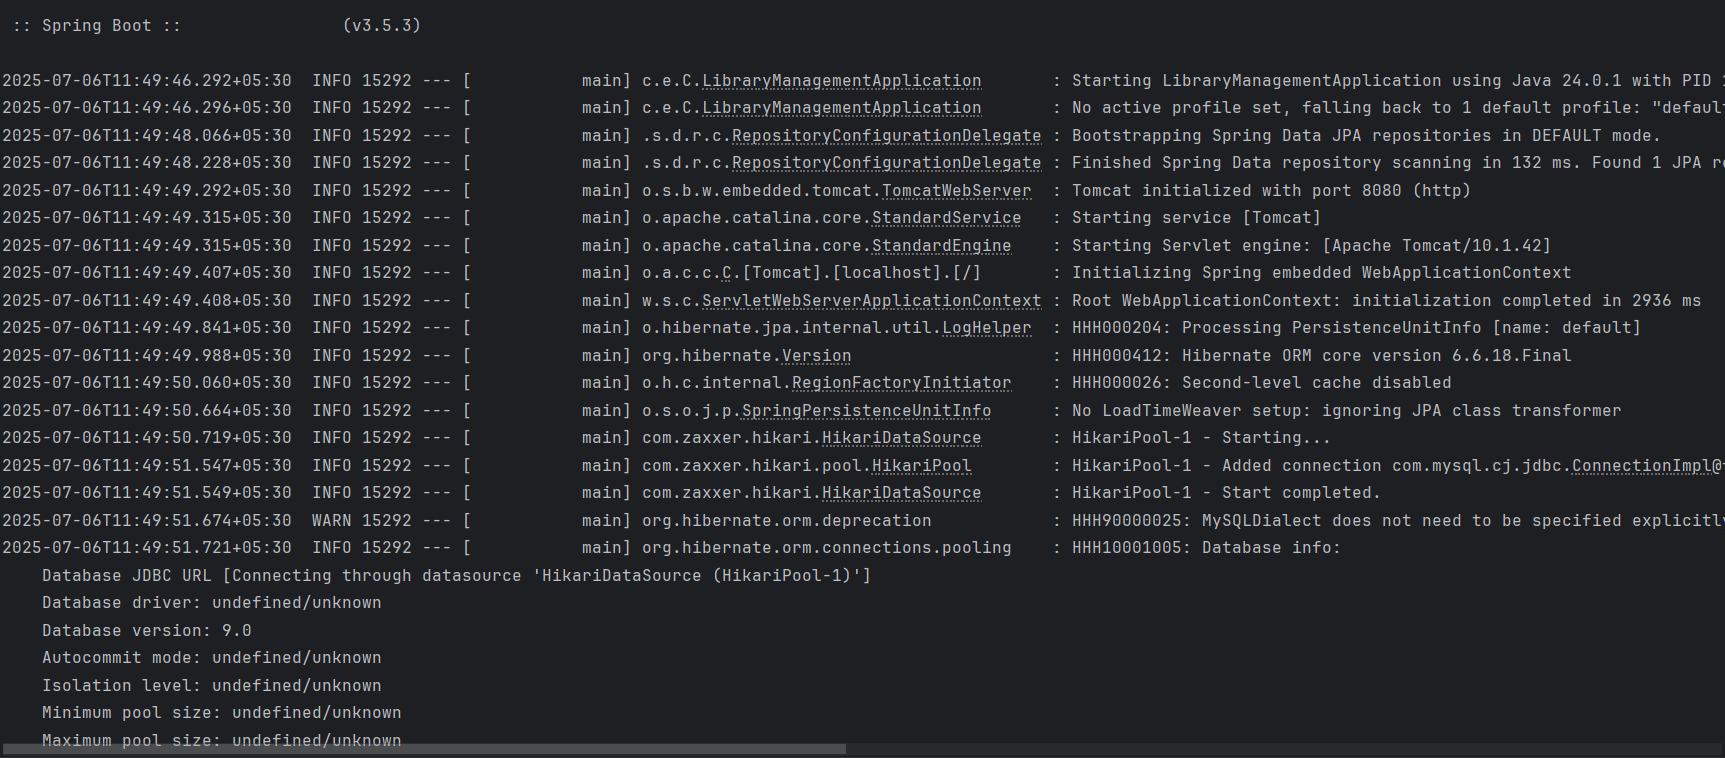 :: Spring Boot ::                (v3.5.3)
2025-07-06T11:49:46.292+05:30  INFO 15292 --- [           main] c.e.C.LibraryManagementApplication       : Starting LibraryManagementApplication using Java 24.0.1 with PID
2025-07-06T11:49:46.296+05:30  INFO 15292 --- [           main] c.e.C.LibraryManagementApplication       : No active profile set, falling back to 1 default profile: "defaul
2025-07-06T11:49:48.066+05:30  INFO 15292 --- [           main] .s.d.r.c.RepositoryConfigurationDelegate : Bootstrapping Spring Data JPA repositories in DEFAULT mode.
2025-07-06T11:49:48.228+05:30  INFO 15292 --- [           main] .s.d.r.c.RepositoryConfigurationDelegate : Finished Spring Data repository scanning in 132 ms. Found 1 JPA r
2025-07-06T11:49:49.292+05:30  INFO 15292 --- [           main] o.s.b.w.embedded.tomcat.TomcatWebServer  : Tomcat initialized with port 8080 (http)
2025-07-06T11:49:49.315+05:30  INFO 15292 --- [           main] o.apache.catalina.core.StandardService   : Starting service [Tomcat]
2025-07-06T11:49:49.315+05:30  INFO 15292 --- [           main] o.apache.catalina.core.StandardEngine    : Starting Servlet engine: [Apache Tomcat/10.1.42]
2025-07-06T11:49:49.407+05:30  INFO 15292 --- [           main] o.a.c.c.C.[Tomcat].[localhost].[/]       : Initializing Spring embedded WebApplicationContext
2025-07-06T11:49:49.408+05:30  INFO 15292 --- [           main] w.s.c.ServletWebServerApplicationContext : Root WebApplicationContext: initialization completed in 2936 ms
2025-07-06T11:49:49.841+05:30  INFO 15292 --- [           main] o.hibernate.jpa.internal.util.LogHelper  : HHH000204: Processing PersistenceUnitInfo [name: default]
2025-07-06T11:49:49.988+05:30  INFO 15292 --- [           main] org.hibernate.Version                    : HHH000412: Hibernate ORM core version 6.6.18.Final
2025-07-06T11:49:50.060+05:30  INFO 15292 --- [           main] o.h.c.internal.RegionFactoryInitiator    : HHH000026: Second-level cache disabled
2025-07-06T11:49:50.664+05:30  INFO 15292 --- [           main] o.s.o.j.p.SpringPersistenceUnitInfo      : No LoadTimeWeaver setup: ignoring JPA class transformer
2025-07-06T11:49:50.719+05:30  INFO 15292 --- [           main] com.zaxxer.hikari.HikariDataSource       : HikariPool-1 - Starting...
2025-07-06T11:49:51.547+05:30  INFO 15292 --- [           main] com.zaxxer.hikari.pool.HikariPool        : HikariPool-1 - Added connection com.mysql.cj.jdbc.ConnectionImpl@
2025-07-06T11:49:51.549+05:30  INFO 15292 --- [           main] com.zaxxer.hikari.HikariDataSource       : HikariPool-1 - Start completed.
2025-07-06T11:49:51.674+05:30  WARN 15292 --- [           main] org.hibernate.orm.deprecation            : HHH90000025: MySQLDialect does not need to be specified explicitly
2025-07-06T11:49:51.721+05:30  INFO 15292 --- [           main] org.hibernate.orm.connections.pooling    : HHH10001005: Database info:
    Database JDBC URL [Connecting through datasource 'HikariDataSource (HikariPool-1)']
    Database driver: undefined/unknown
    Database version: 9.0
    Autocommit mode: undefined/unknown
    Isolation level: undefined/unknown
    Minimum pool size: undefined/unknown
    Maximum pool size: undefined/unknown